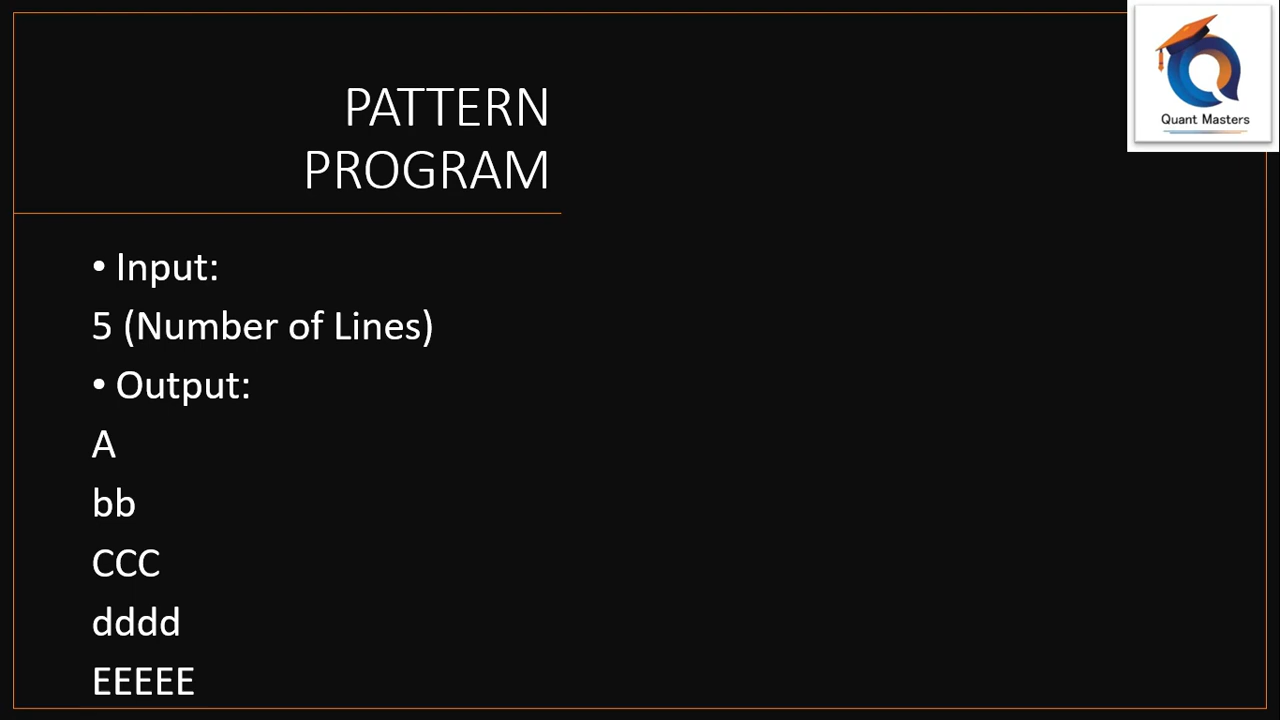 PATTERN
PROGRAM
Quant Masters
• Input:
5 (Number of Lines)
• Output:
A
bb
CCC
dddd
EEEEE